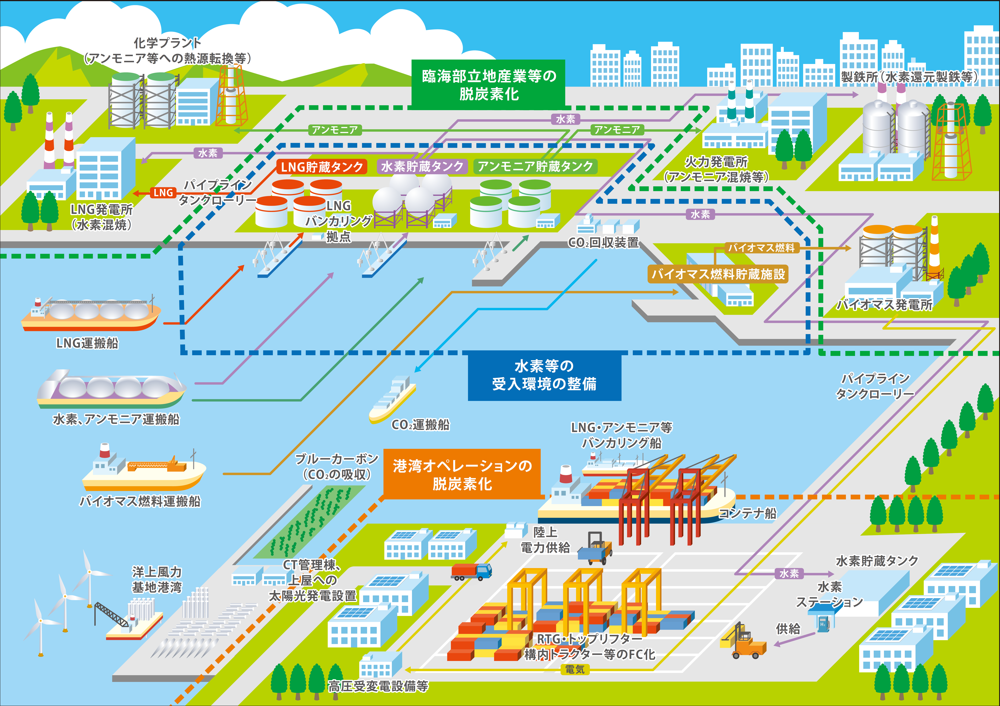 化学プラント
（アンモニア等への熱源転換等）
臨海部立地産業等の
脱炭素化
製鉄所（水素還元製鉄等）
水素
アンモニア
アンモニア
水素
LNG貯蔵タンク
水素貯蔵タンク
アンモニア貯蔵タンク
火力発電所
（アンモニア混焼等）
パイプライン
タンクローリー
LNG
LNG発電所
（水素混焼）
LNG
バンカリング
拠点
水素
CO₂回収装置
バイオマス燃料
バイオマス燃料貯蔵施設
バイオマス発電所
LNG運搬船
水素等の
受入環境の整備
パイプライン
タンクローリー
水素、アンモニア運搬船
CO₂運搬船
LNG・アンモニア等
バンカリング船
ブルーカーボン
（CO₂の吸収）
港湾オペレーションの
脱炭素化
バイオマス燃料運搬船
コンテナ船
陸上
電力供給
CT管理棟、
上屋への
太陽光発電設置
洋上風力
基地港湾
水素貯蔵タンク
水素
水素
ステーション
H₂
供給
RTG・トップリフター
構内トラクター等のFC化
電気
高圧受変電設備等